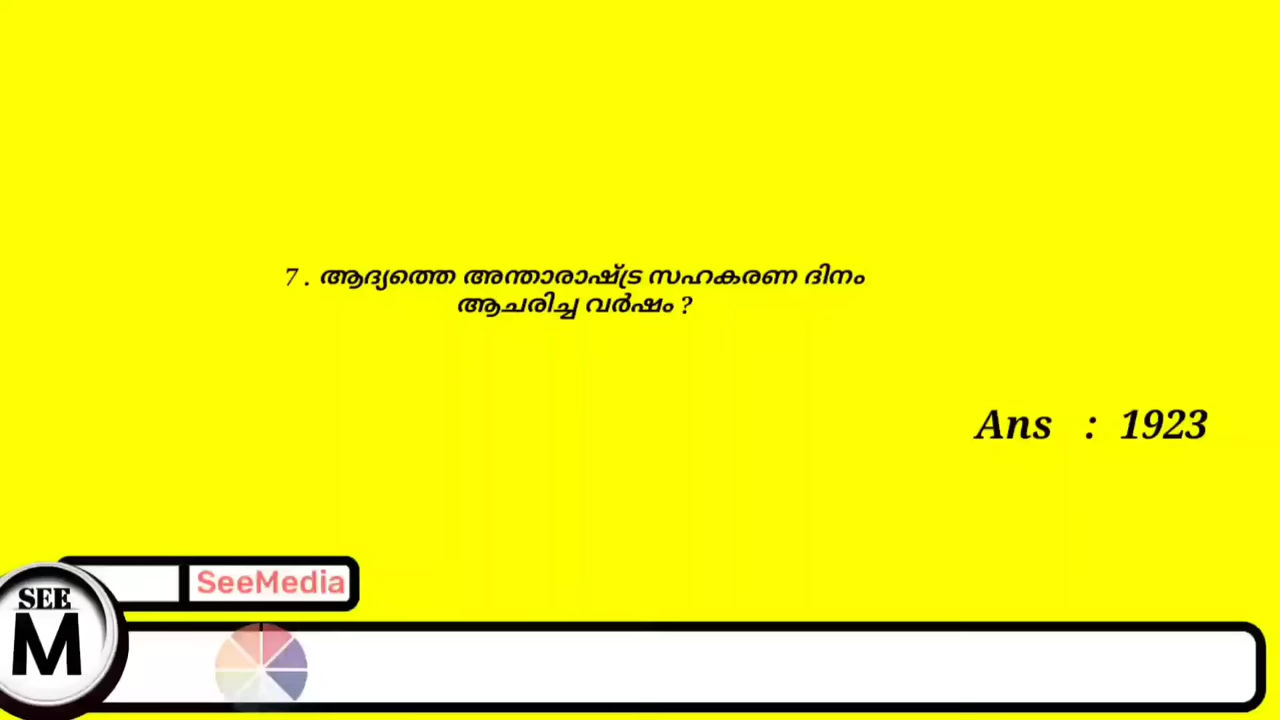 7 . ആദ്യത്തെ അന്താരാഷ്ട്ര സഹകരണ ദിനം
ആചരിച്ച വർഷം ?
Ans : 1923
SeeMedia
SEE
M